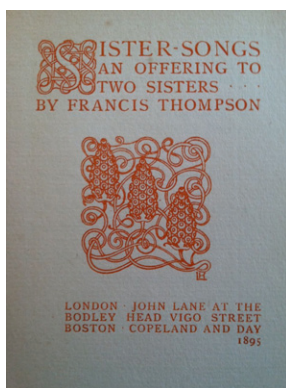 SISTER-SONGS
AN OFFERING TO
TWO SISTERS · · ·
BY FRANCIS THOMPSON
LONDON · JOHN LANE AT THE
BODLEY HEAD VIGO STREET
BOSTON · COPELAND AND DAY
1895